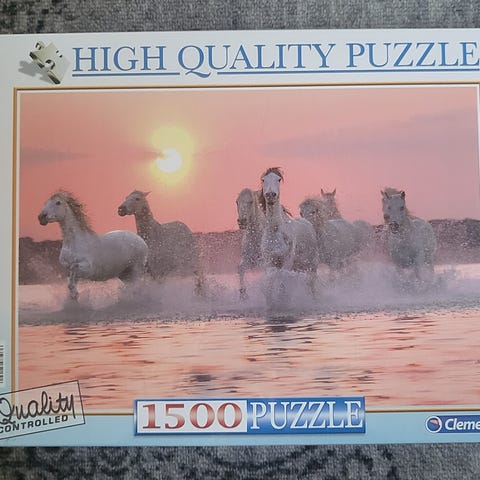 HIGH QUALITY PUZZLE
Quality
CONTROLLED
1500 PUZZLE
Cleme